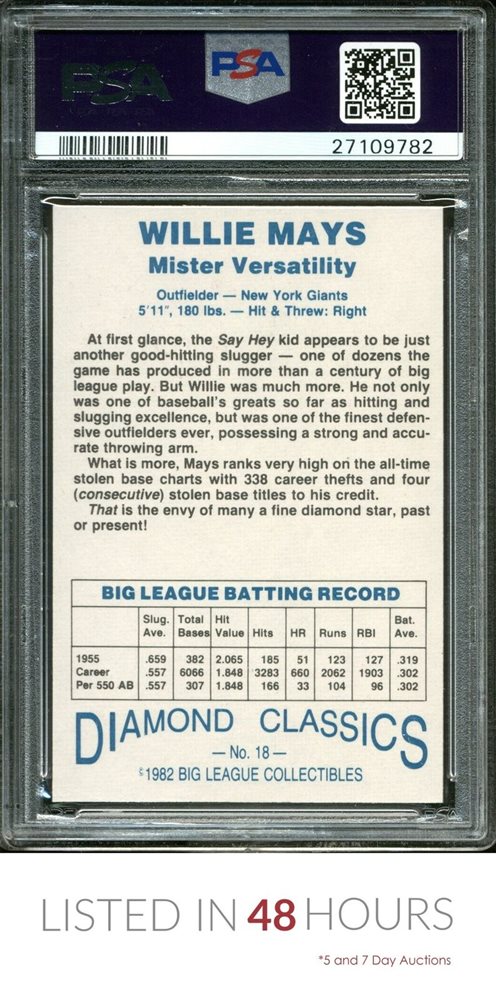 PSA
PSA
27109782
WILLIE MAYS
Mister Versatility
Outfielder — New York Giants
5'11", 180 lbs. — Hit & Threw: Right
At first glance, the Say Hey kid appears to be just
another good-hitting slugger — one of dozens the
game has produced in more than a century of big
league play. But Willie was much more. He not only
was one of baseball's greats so far as hitting and
slugging excellence, but was one of the finest defen-
sive outfielders ever, possessing a strong and accu-
rate throwing arm.
What is more, Mays ranks very high on the all-time
stolen base charts with 338 career thefts and four
(consecutive) stolen base titles to his credit.
That is the envy of many a fine diamond star, past
or present!
BIG LEAGUE BATTING RECORD
Slug. Total Hit Bat.
Ave. Bases Value Hits HR Runs RBI Ave.
1955 .659 382 2.065 185 51 123 127 .319
Career .557 6066 1.848 3283 660 2062 1903 .302
Per 550 AB .557 307 1.848 166 33 104 96 .302
DIAMOND CLASSICS
— No. 18 —
©1982 BIG LEAGUE COLLECTIBLES
PSA
LISTED IN 48 HOURS
*5 and 7 Day Auctions